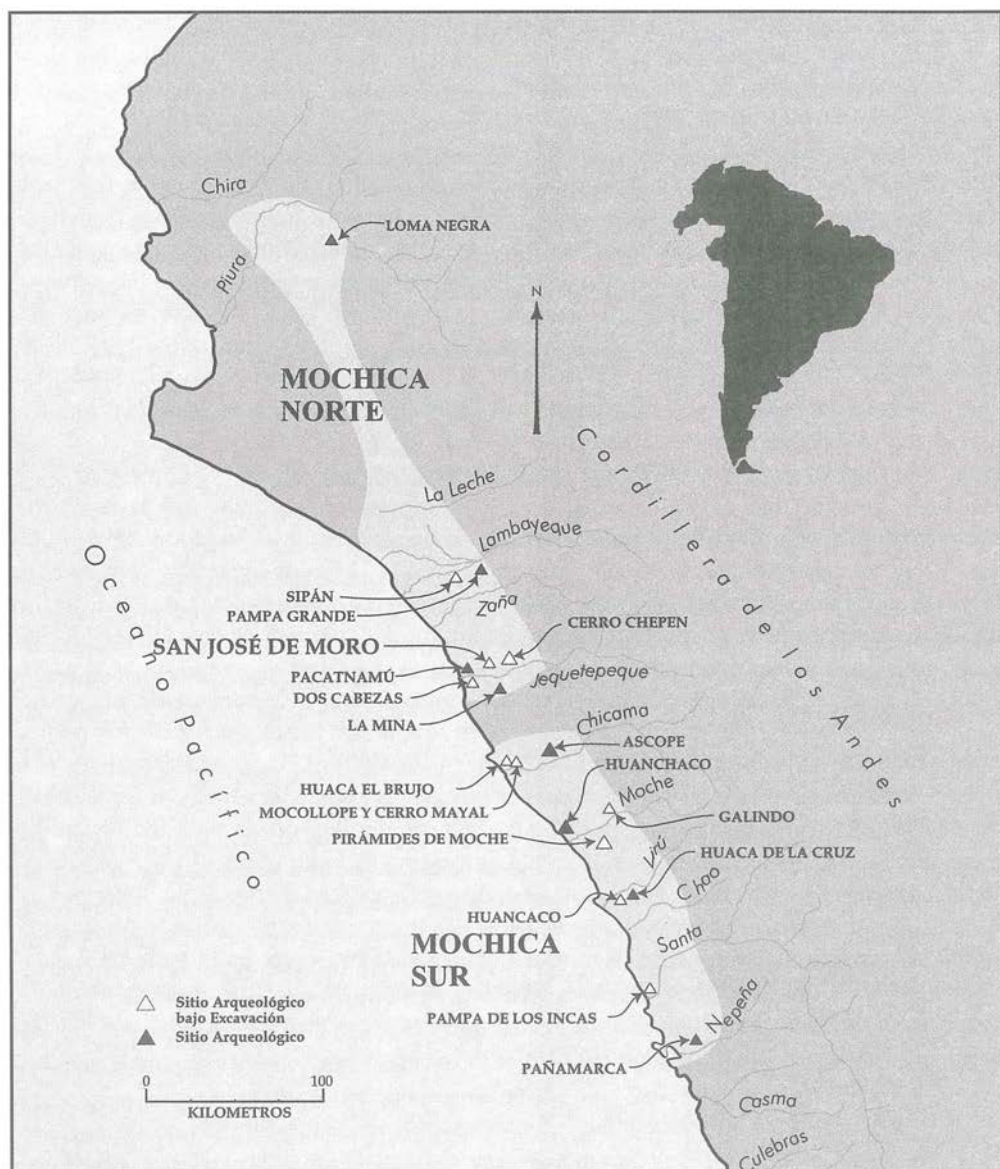 Chira
LOMA NEGRA
Piura
N
MOCHICA
NORTE
Cordillera de los Andes
La Leche
Lambayeque
SIPÁN
PAMPA GRANDE
Zaña
CERRO CHEPEN
SAN JOSÉ DE MORO
PACATNAMÚ
DOS CABEZAS
Jequetepeque
LA MINA
Océano Pacífico
Chicama
ASCOPE
HUANCHACO
HUACA EL BRUJO
MOCOLLOPE Y CERRO MAYAL
Moche
GALINDO
PIRÁMIDES DE MOCHE
Virú
HUACA DE LA CRUZ
Chao
HUANCACO
MOCHICA
SUR
Santa
PAMPA DE LOS INCAS
Nepeña
PAÑAMARCA
Sitio Arqueológico
bajo Excavación
Sitio Arqueológico
0 100
KILOMETROS
Casma
Culebras